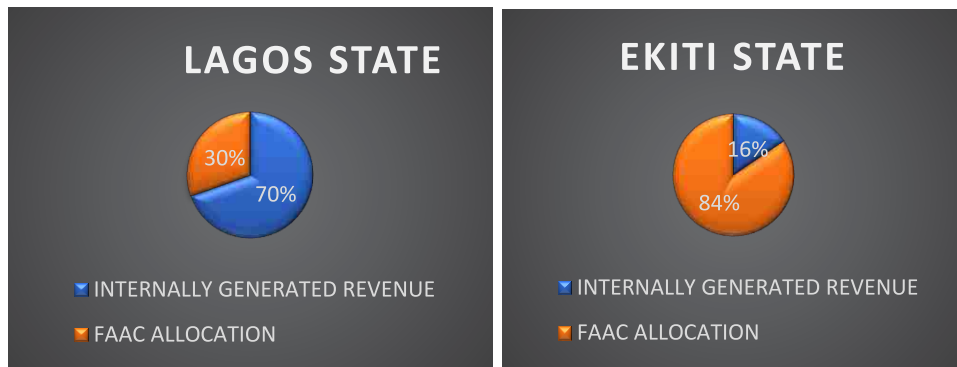 LAGOS STATE
30%
70%
INTERNALLY GENERATED REVENUE
FAAC ALLOCATION
EKITI STATE
16%
84%
INTERNALLY GENERATED REVENUE
FAAC ALLOCATION